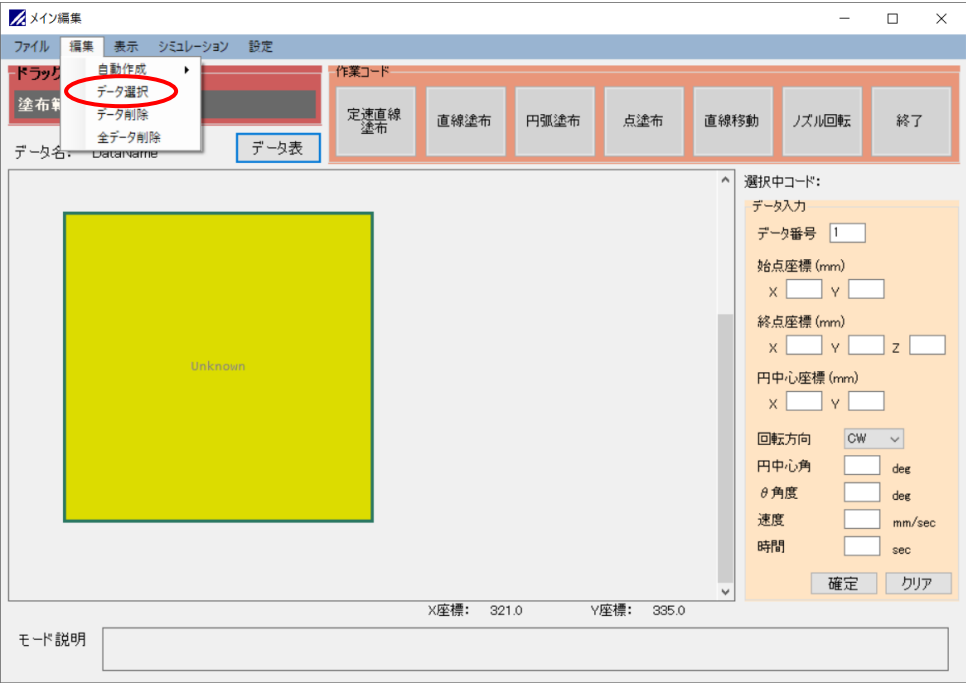 メイン編集
ファイル 編集 表示 シミュレーション 設定
自動作成
データ選択
データ削除
全データ削除
ドラッグ
塗布
データ名: DataName
データ表
作業コード
定速直線
塗布
直線塗布
円弧塗布
点塗布
直線移動
ノズル回転
終了
Unknown
選択中コード:
データ入力
データ番号 1
始点座標(mm)
X Y
終点座標(mm)
X Y Z
円中心座標(mm)
X Y
回転方向 CW
円中心角 deg
θ角度 deg
速度 mm/sec
時間 sec
確定 クリア
X座標: 321.0 Y座標: 335.0
モード説明